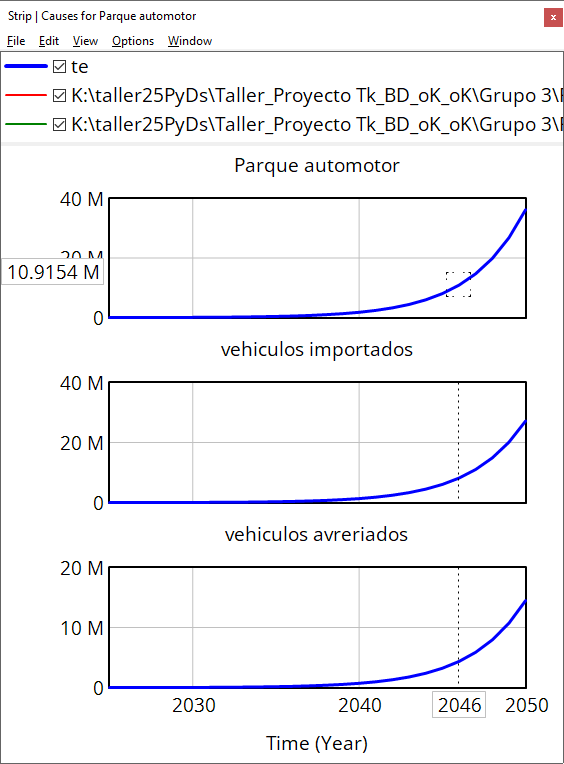 Strip | Causes for Parque automotor
x
File Edit View Options Window
te
K:\taller25PyDs\Taller_Proyecto Tk_BD_oK_oK\Grupo 3\
K:\taller25PyDs\Taller_Proyecto Tk_BD_oK_oK\Grupo 3\
Parque automotor
40 M
20 M
10.9154 M
0
vehiculos importados
40 M
20 M
0
vehiculos avreriados
20 M
10 M
0
2030 2040 2046 2050
Time (Year)